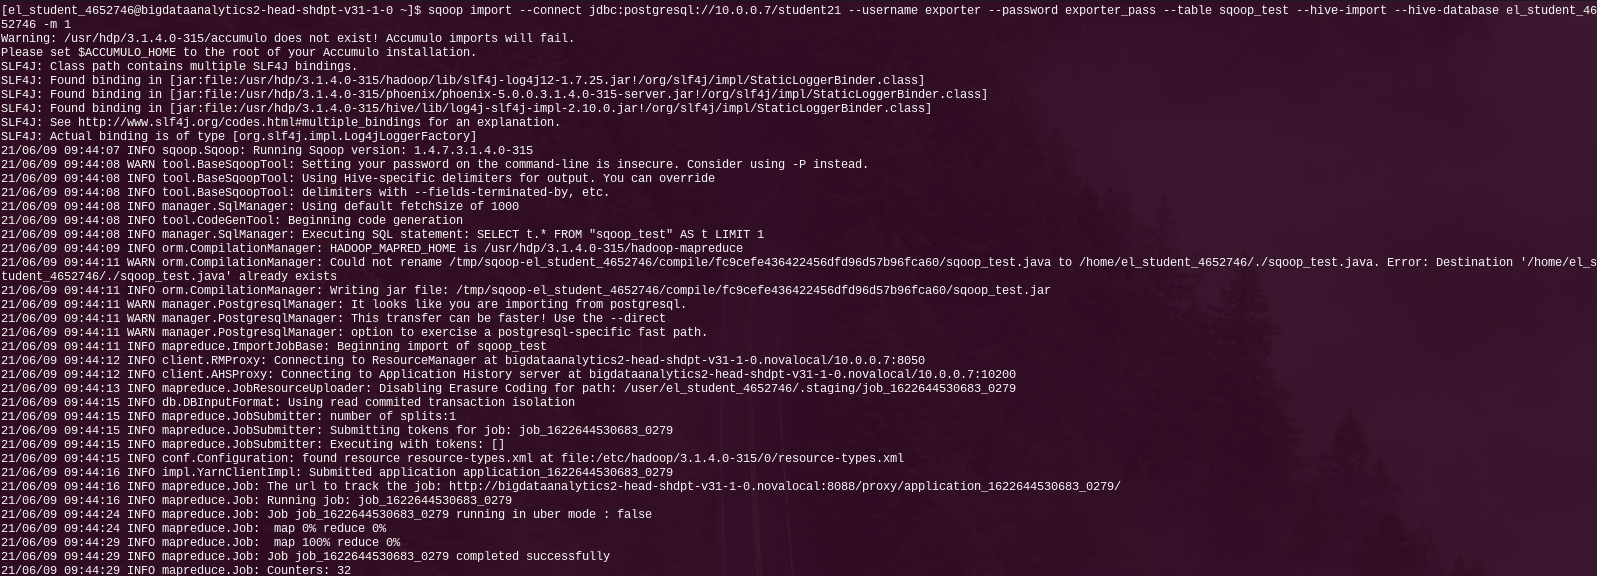 [el_student_4652746@bigdataanalytics2-head-shdpt-v31-1-0 ~]$ sqoop import --connect jdbc:postgresql://10.0.0.7/student21 --username exporter --password exporter_pass --table sqoop_test --hive-import --hive-database el_student_46
52746 -m 1
Warning: /usr/hdp/3.1.4.0-315/accumulo does not exist! Accumulo imports will fail.
Please set $ACCUMULO_HOME to the root of your Accumulo installation.
SLF4J: Class path contains multiple SLF4J bindings.
SLF4J: Found binding in [jar:file:/usr/hdp/3.1.4.0-315/hadoop/lib/slf4j-log4j12-1.7.25.jar!/org/slf4j/impl/StaticLoggerBinder.class]
SLF4J: Found binding in [jar:file:/usr/hdp/3.1.4.0-315/phoenix/phoenix-5.0.0.3.1.4.0-315-server.jar!/org/slf4j/impl/StaticLoggerBinder.class]
SLF4J: Found binding in [jar:file:/usr/hdp/3.1.4.0-315/hive/lib/log4j-slf4j-impl-2.10.0.jar!/org/slf4j/impl/StaticLoggerBinder.class]
SLF4J: See http://www.slf4j.org/codes.html#multiple_bindings for an explanation.
SLF4J: Actual binding is of type [org.slf4j.impl.Log4jLoggerFactory]
21/06/09 09:44:07 INFO sqoop.Sqoop: Running Sqoop version: 1.4.7.3.1.4.0-315
21/06/09 09:44:08 WARN tool.BaseSqoopTool: Setting your password on the command-line is insecure. Consider using -P instead.
21/06/09 09:44:08 INFO tool.BaseSqoopTool: Using Hive-specific delimiters for output. You can override
21/06/09 09:44:08 INFO tool.BaseSqoopTool: delimiters with --fields-terminated-by, etc.
21/06/09 09:44:08 INFO manager.SqlManager: Using default fetchSize of 1000
21/06/09 09:44:08 INFO tool.CodeGenTool: Beginning code generation
21/06/09 09:44:08 INFO manager.SqlManager: Executing SQL statement: SELECT t.* FROM "sqoop_test" AS t LIMIT 1
21/06/09 09:44:09 INFO orm.CompilationManager: HADOOP_MAPRED_HOME is /usr/hdp/3.1.4.0-315/hadoop-mapreduce
21/06/09 09:44:11 WARN orm.CompilationManager: Could not rename /tmp/sqoop-el_student_4652746/compile/fc9cefe436422456dfd96d57b96fca60/sqoop_test.java to /home/el_student_4652746/./sqoop_test.java. Error: Destination '/home/el_s
tudent_4652746/./sqoop_test.java' already exists
21/06/09 09:44:11 INFO orm.CompilationManager: Writing jar file: /tmp/sqoop-el_student_4652746/compile/fc9cefe436422456dfd96d57b96fca60/sqoop_test.jar
21/06/09 09:44:11 WARN manager.PostgresqlManager: It looks like you are importing from postgresql.
21/06/09 09:44:11 WARN manager.PostgresqlManager: This transfer can be faster! Use the --direct
21/06/09 09:44:11 WARN manager.PostgresqlManager: option to exercise a postgresql-specific fast path.
21/06/09 09:44:11 INFO mapreduce.ImportJobBase: Beginning import of sqoop_test
21/06/09 09:44:12 INFO client.RMProxy: Connecting to ResourceManager at bigdataanalytics2-head-shdpt-v31-1-0.novalocal/10.0.0.7:8050
21/06/09 09:44:12 INFO client.AHSProxy: Connecting to Application History server at bigdataanalytics2-head-shdpt-v31-1-0.novalocal/10.0.0.7:10200
21/06/09 09:44:13 INFO mapreduce.JobResourceUploader: Disabling Erasure Coding for path: /user/el_student_4652746/.staging/job_1622644530683_0279
21/06/09 09:44:15 INFO db.DBInputFormat: Using read commited transaction isolation
21/06/09 09:44:15 INFO mapreduce.JobSubmitter: number of splits:1
21/06/09 09:44:15 INFO mapreduce.JobSubmitter: Submitting tokens for job: job_1622644530683_0279
21/06/09 09:44:15 INFO mapreduce.JobSubmitter: Executing with tokens: []
21/06/09 09:44:15 INFO conf.Configuration: found resource resource-types.xml at file:/etc/hadoop/3.1.4.0-315/0/resource-types.xml
21/06/09 09:44:16 INFO impl.YarnClientImpl: Submitted application application_1622644530683_0279
21/06/09 09:44:16 INFO mapreduce.Job: The url to track the job: http://bigdataanalytics2-head-shdpt-v31-1-0.novalocal:8088/proxy/application_1622644530683_0279/
21/06/09 09:44:16 INFO mapreduce.Job: Running job: job_1622644530683_0279
21/06/09 09:44:24 INFO mapreduce.Job: Job job_1622644530683_0279 running in uber mode : false
21/06/09 09:44:24 INFO mapreduce.Job:  map 0% reduce 0%
21/06/09 09:44:29 INFO mapreduce.Job:  map 100% reduce 0%
21/06/09 09:44:29 INFO mapreduce.Job: Job job_1622644530683_0279 completed successfully
21/06/09 09:44:29 INFO mapreduce.Job: Counters: 32